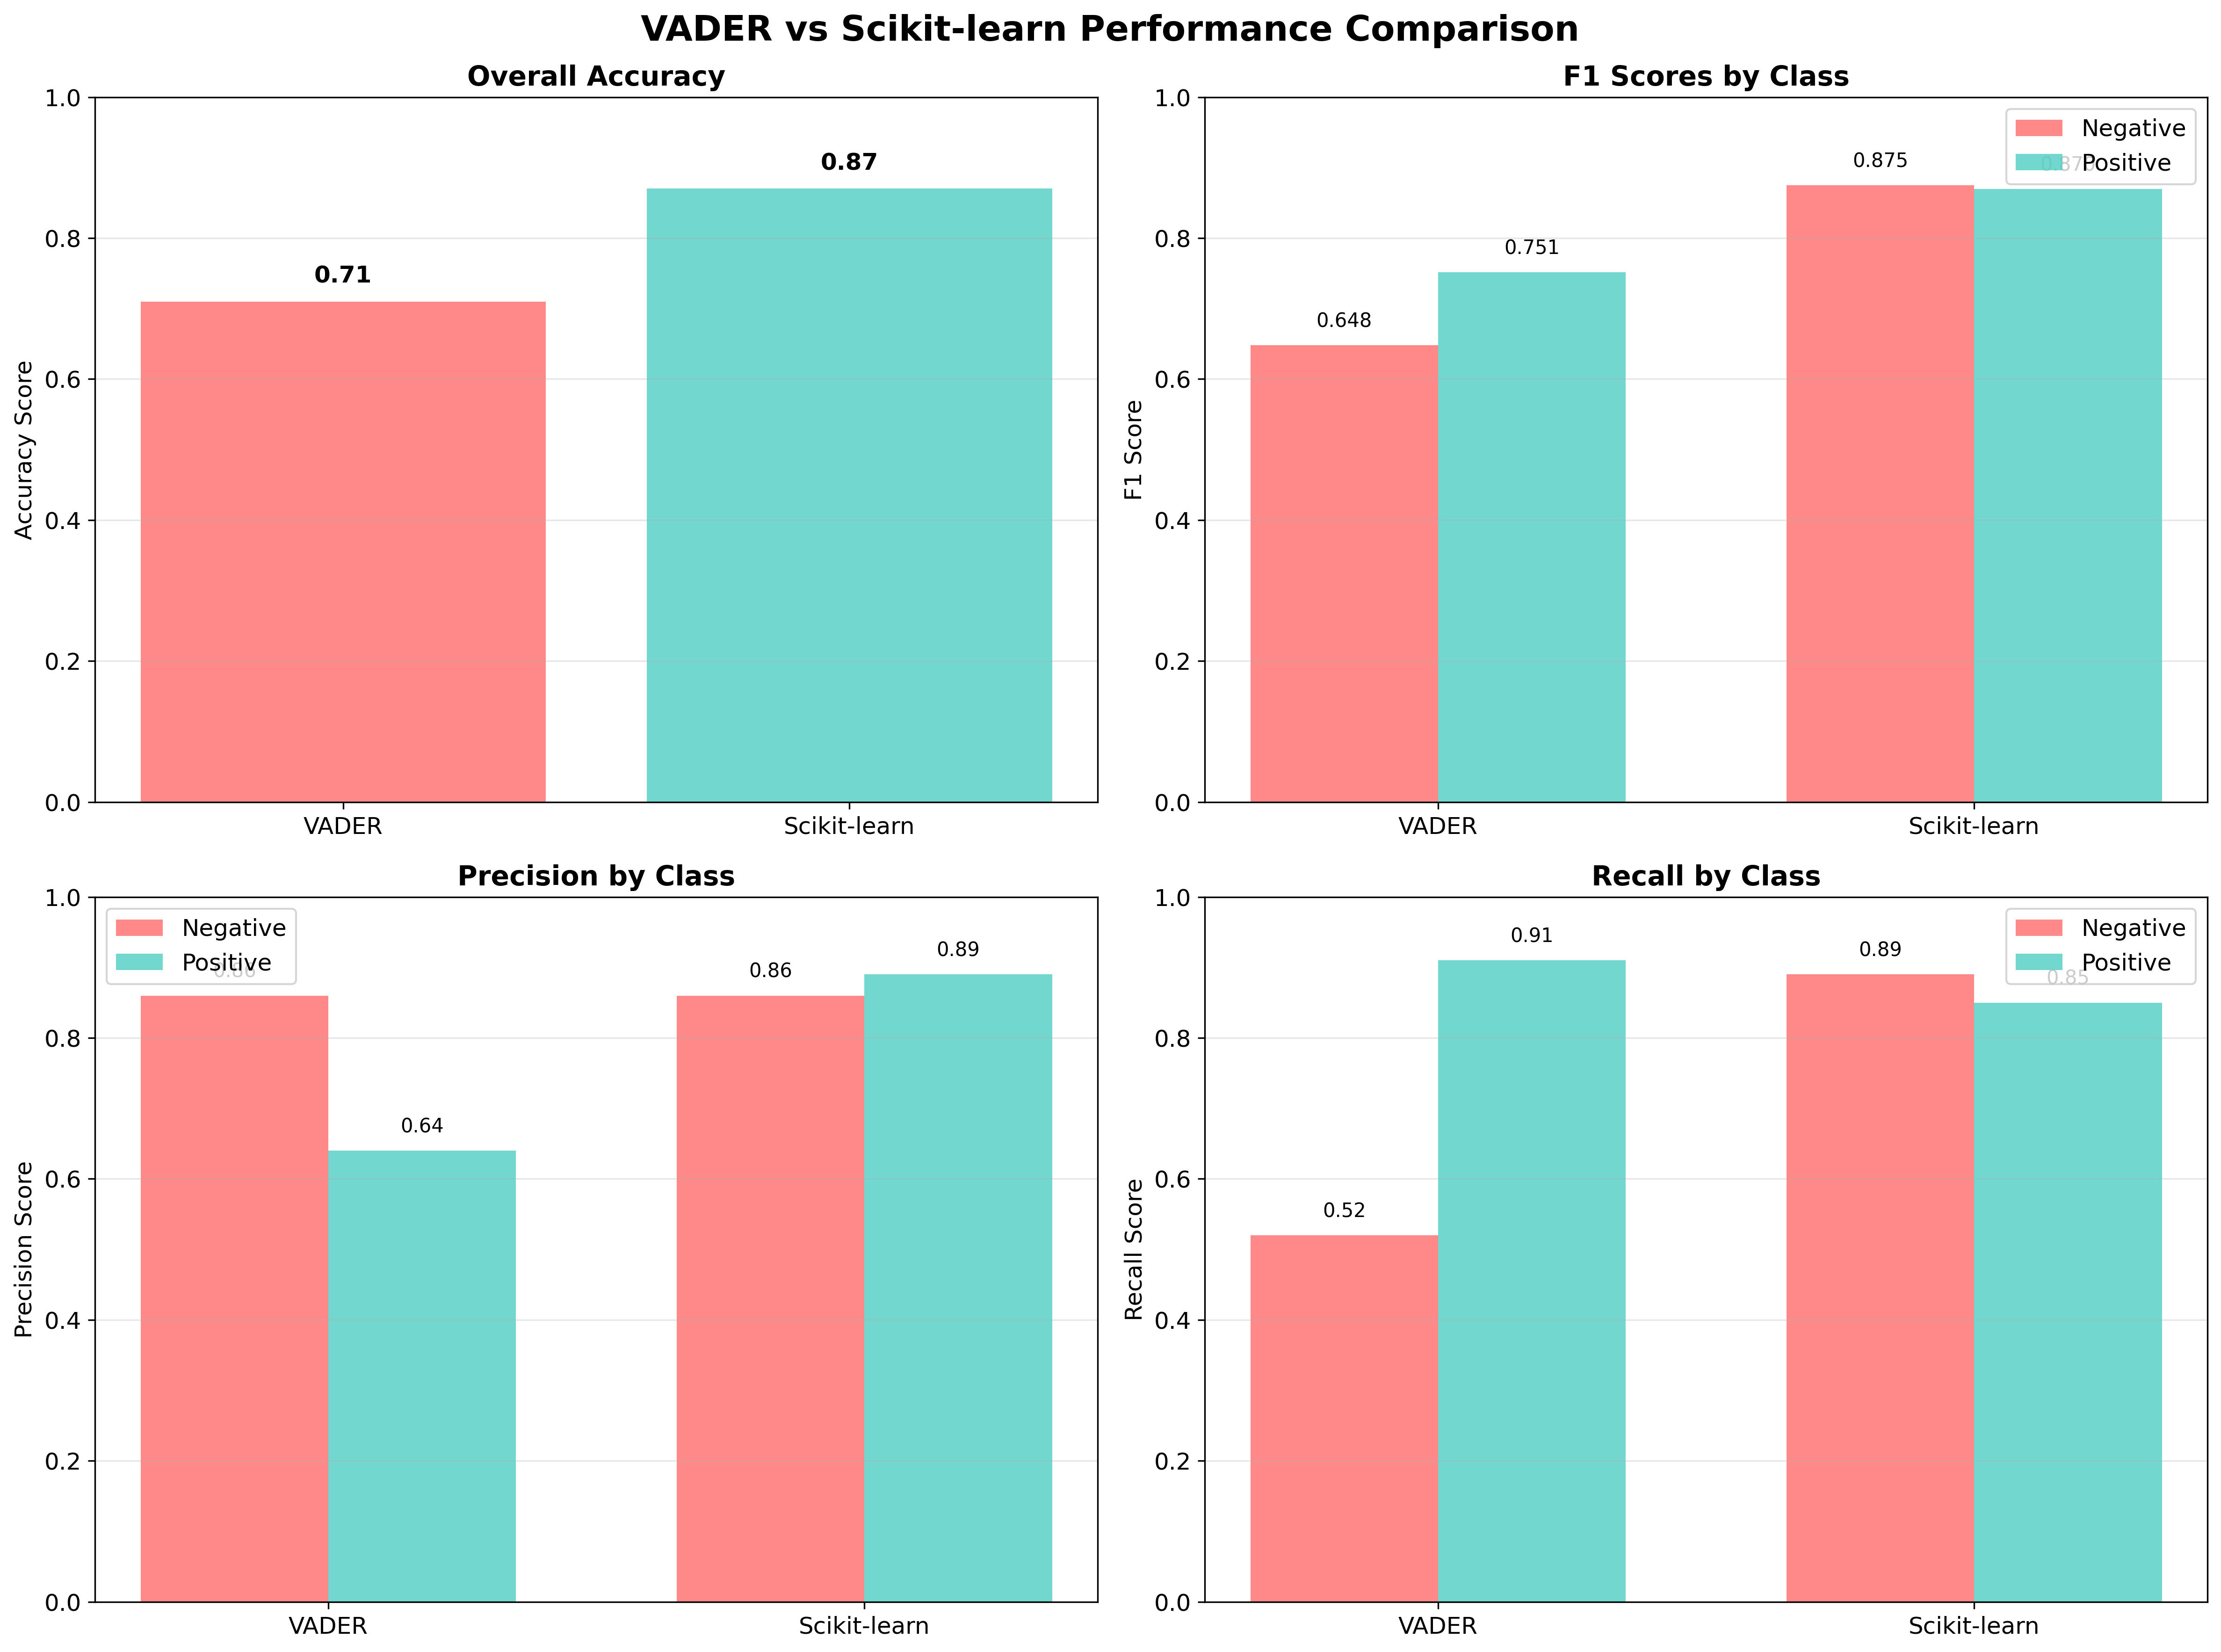 VADER vs Scikit-learn Performance Comparison
Overall Accuracy
1.0
0.8
0.6
0.4
0.2
0.0
Accuracy Score
0.71
0.87
VADER
Scikit-learn
F1 Scores by Class
1.0
0.8
0.6
0.4
0.2
0.0
F1 Score
Negative
Positive
0.648
0.751
0.875
VADER
Scikit-learn
Precision by Class
1.0
0.8
0.6
0.4
0.2
0.0
Precision Score
Negative
Positive
0.86
0.64
0.86
0.89
VADER
Scikit-learn
Recall by Class
1.0
0.8
0.6
0.4
0.2
0.0
Recall Score
Negative
Positive
0.52
0.91
0.89
0.85
VADER
Scikit-learn